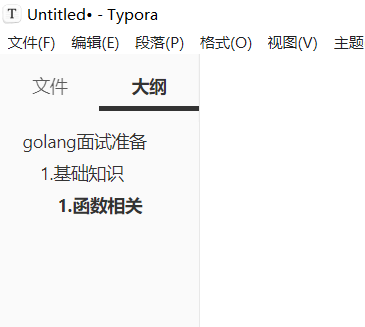 T Untitled• - Typora
文件(F) 编辑(E) 段落(P) 格式(O) 视图(V) 主题
文件 大纲
golang面试准备
1.基础知识
1.函数相关